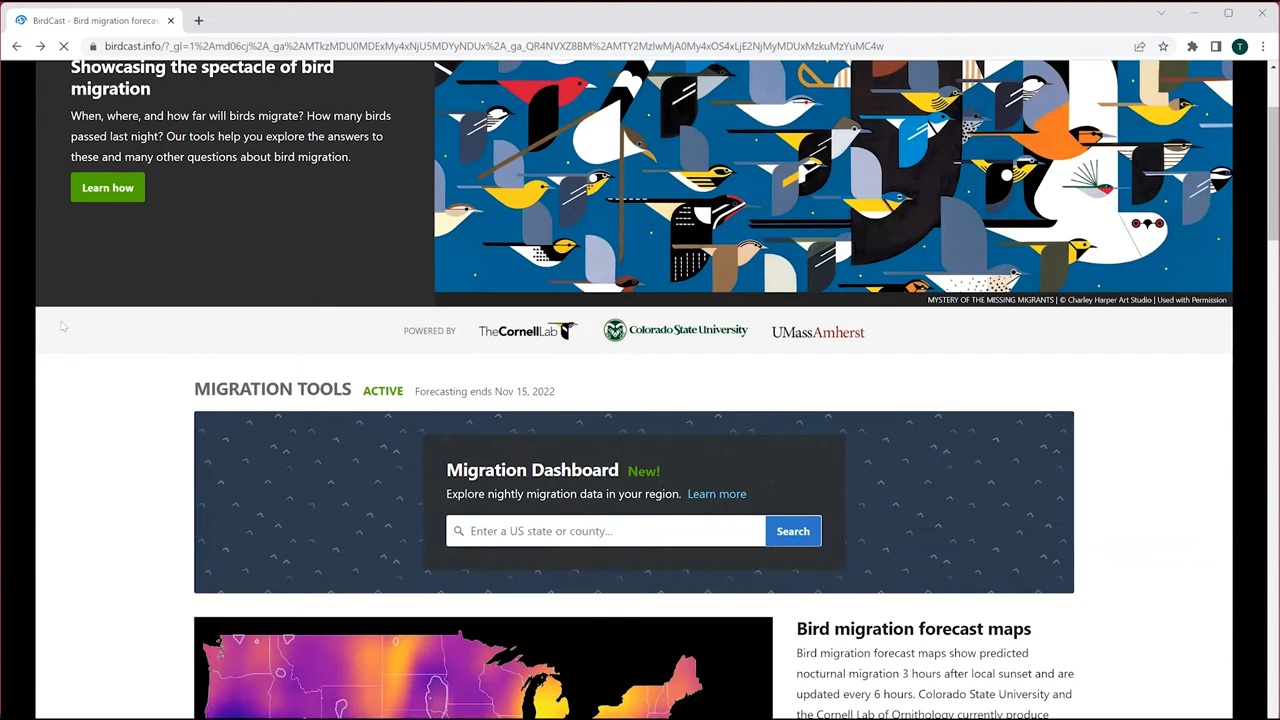 BirdCast - Bird migration forecas
birdcast.info/?_gl=1%2Amd06cj%2A_ga%2AMTkzMDU0MDExMy4xNjU5MDYyNDUx%2A_ga_QR4NVXZ8BM%2AMTY2MzIwMjA0My4xOS4xLjE2NjMyMDUxMzkuMzYuMC4w
T
Showcasing the spectacle of bird
migration
When, where, and how far will birds migrate? How many birds
passed last night? Our tools help you explore the answers to
these and many other questions about bird migration.
Learn how
MYSTERY OF THE MISSING MIGRANTS | © Charley Harper Art Studio | Used with Permission
POWERED BY TheCornellLab Colorado State University UMassAmherst
MIGRATION TOOLS ACTIVE Forecasting ends Nov 15, 2022
Migration Dashboard New!
Explore nightly migration data in your region. Learn more
Enter a US state or county... Search
Bird migration forecast maps
Bird migration forecast maps show predicted
nocturnal migration 3 hours after local sunset and are
updated every 6 hours. Colorado State University and
the Cornell Lab of Ornithology currently produce